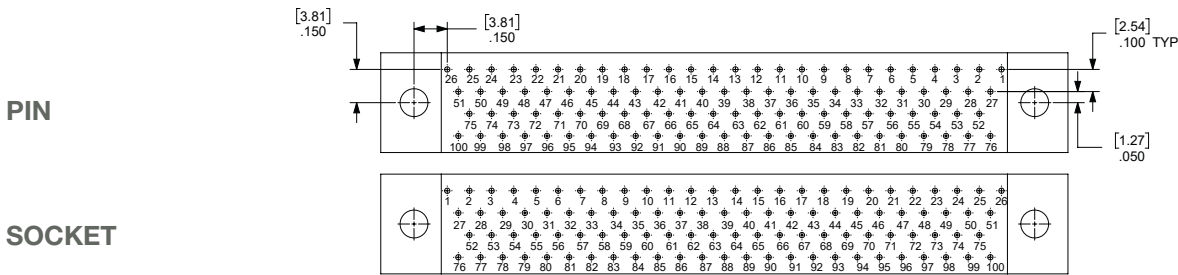 [3.81]
.150
[3.81]
.150
[2.54]
.100 TYP
PIN
26 25 24 23 22 21 20 19 18 17 16 15 14 13 12 11 10 9 8 7 6 5 4 3 2 1
51 50 49 48 47 46 45 44 43 42 41 40 39 38 37 36 35 34 33 32 31 30 29 28 27
75 74 73 72 71 70 69 68 67 66 65 64 63 62 61 60 59 58 57 56 55 54 53 52
100 99 98 97 96 95 94 93 92 91 90 89 88 87 86 85 84 83 82 81 80 79 78 77 76
[1.27]
.050
SOCKET
1 2 3 4 5 6 7 8 9 10 11 12 13 14 15 16 17 18 19 20 21 22 23 24 25 26
27 28 29 30 31 32 33 34 35 36 37 38 39 40 41 42 43 44 45 46 47 48 49 50 51
52 53 54 55 56 57 58 59 60 61 62 63 64 65 66 67 68 69 70 71 72 73 74 75
76 77 78 79 80 81 82 83 84 85 86 87 88 89 90 91 92 93 94 95 96 97 98 99 100